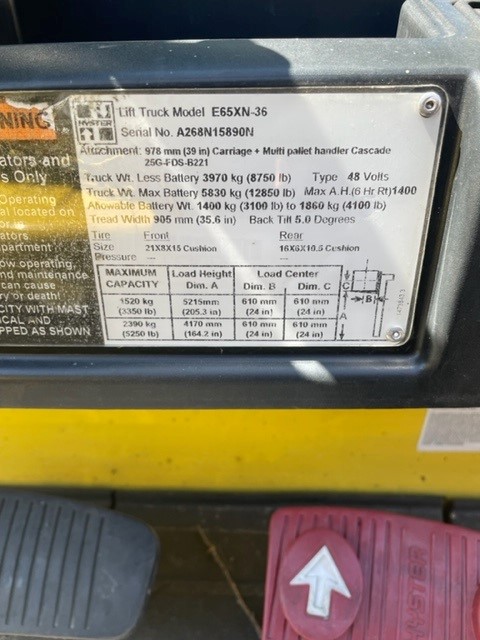 HYSTER
Lift Truck Model E65XN-36
Serial No. A268N15890N
Attachment: 978 mm (39 in) Carriage + Multi pallet handler Cascade
25G-FDS-B221
Truck Wt. Less Battery 3970 kg (8750 lb) Type 48 Volts
Truck Wt. Max Battery 5830 kg (12850 lb) Max A.H.(6 Hr Rt)1400
Allowable Battery Wt. 1400 kg (3100 lb) to 1860 kg (4100 lb)
Tread Width 905 mm (35.6 in) Back Tilt 5.0 Degrees
Tire Front Rear
Size 21X8X15 Cushion 16X6X10.5 Cushion
Pressure --- ---
MAXIMUM CAPACITY Load Height Dim. A Load Center Dim. B Dim. C
1520 kg (3350 lb) 5215mm (205.3 in) 610 mm (24 in) 610 mm (24 in)
2390 kg (5250 lb) 4170 mm (164.2 in) 610 mm (24 in) 610 mm (24 in)
C
B
A
NING
ators and
s Only
Operating
al located on
or in
ators
partment
ow operating
nd maintenance
can cause
ry or death!
CITY WITH MAST
CAL AND
PPED AS SHOWN
HYSTER